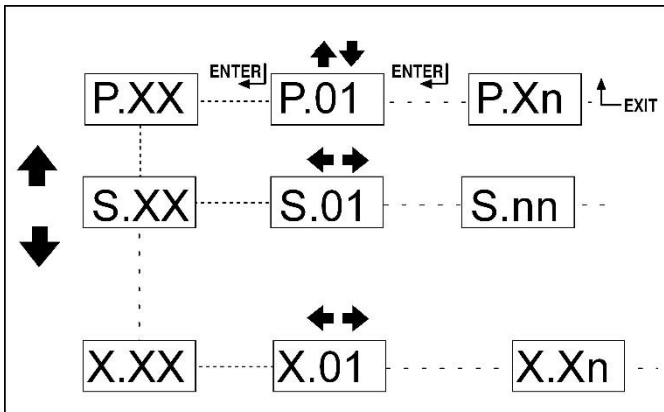 ENTER ENTER
P.XX P.01 P.Xn EXIT
S.XX S.01 S.nn
X.XX X.01 X.Xn